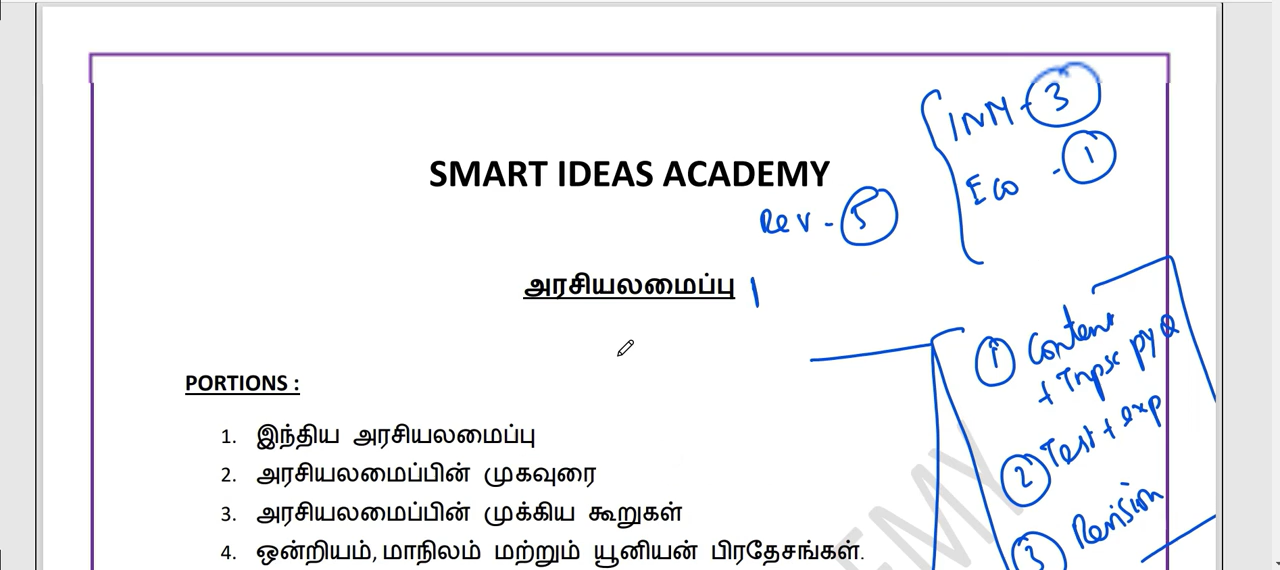 INM - 3
SMART IDEAS ACADEMY
Eco - 1
Rev - 5
அரசியலமைப்பு 1
1 Content
+ Tnpsc PYQ
PORTIONS :
1. இந்திய அரசியலமைப்பு
2. அரசியலமைப்பின் முகவுரை
2 Test + exp
3. அரசியலமைப்பின் முக்கிய கூறுகள்
3 Revision
4. ஒன்றியம், மாநிலம் மற்றும் யூனியன் பிரதேசங்கள்.
EMY